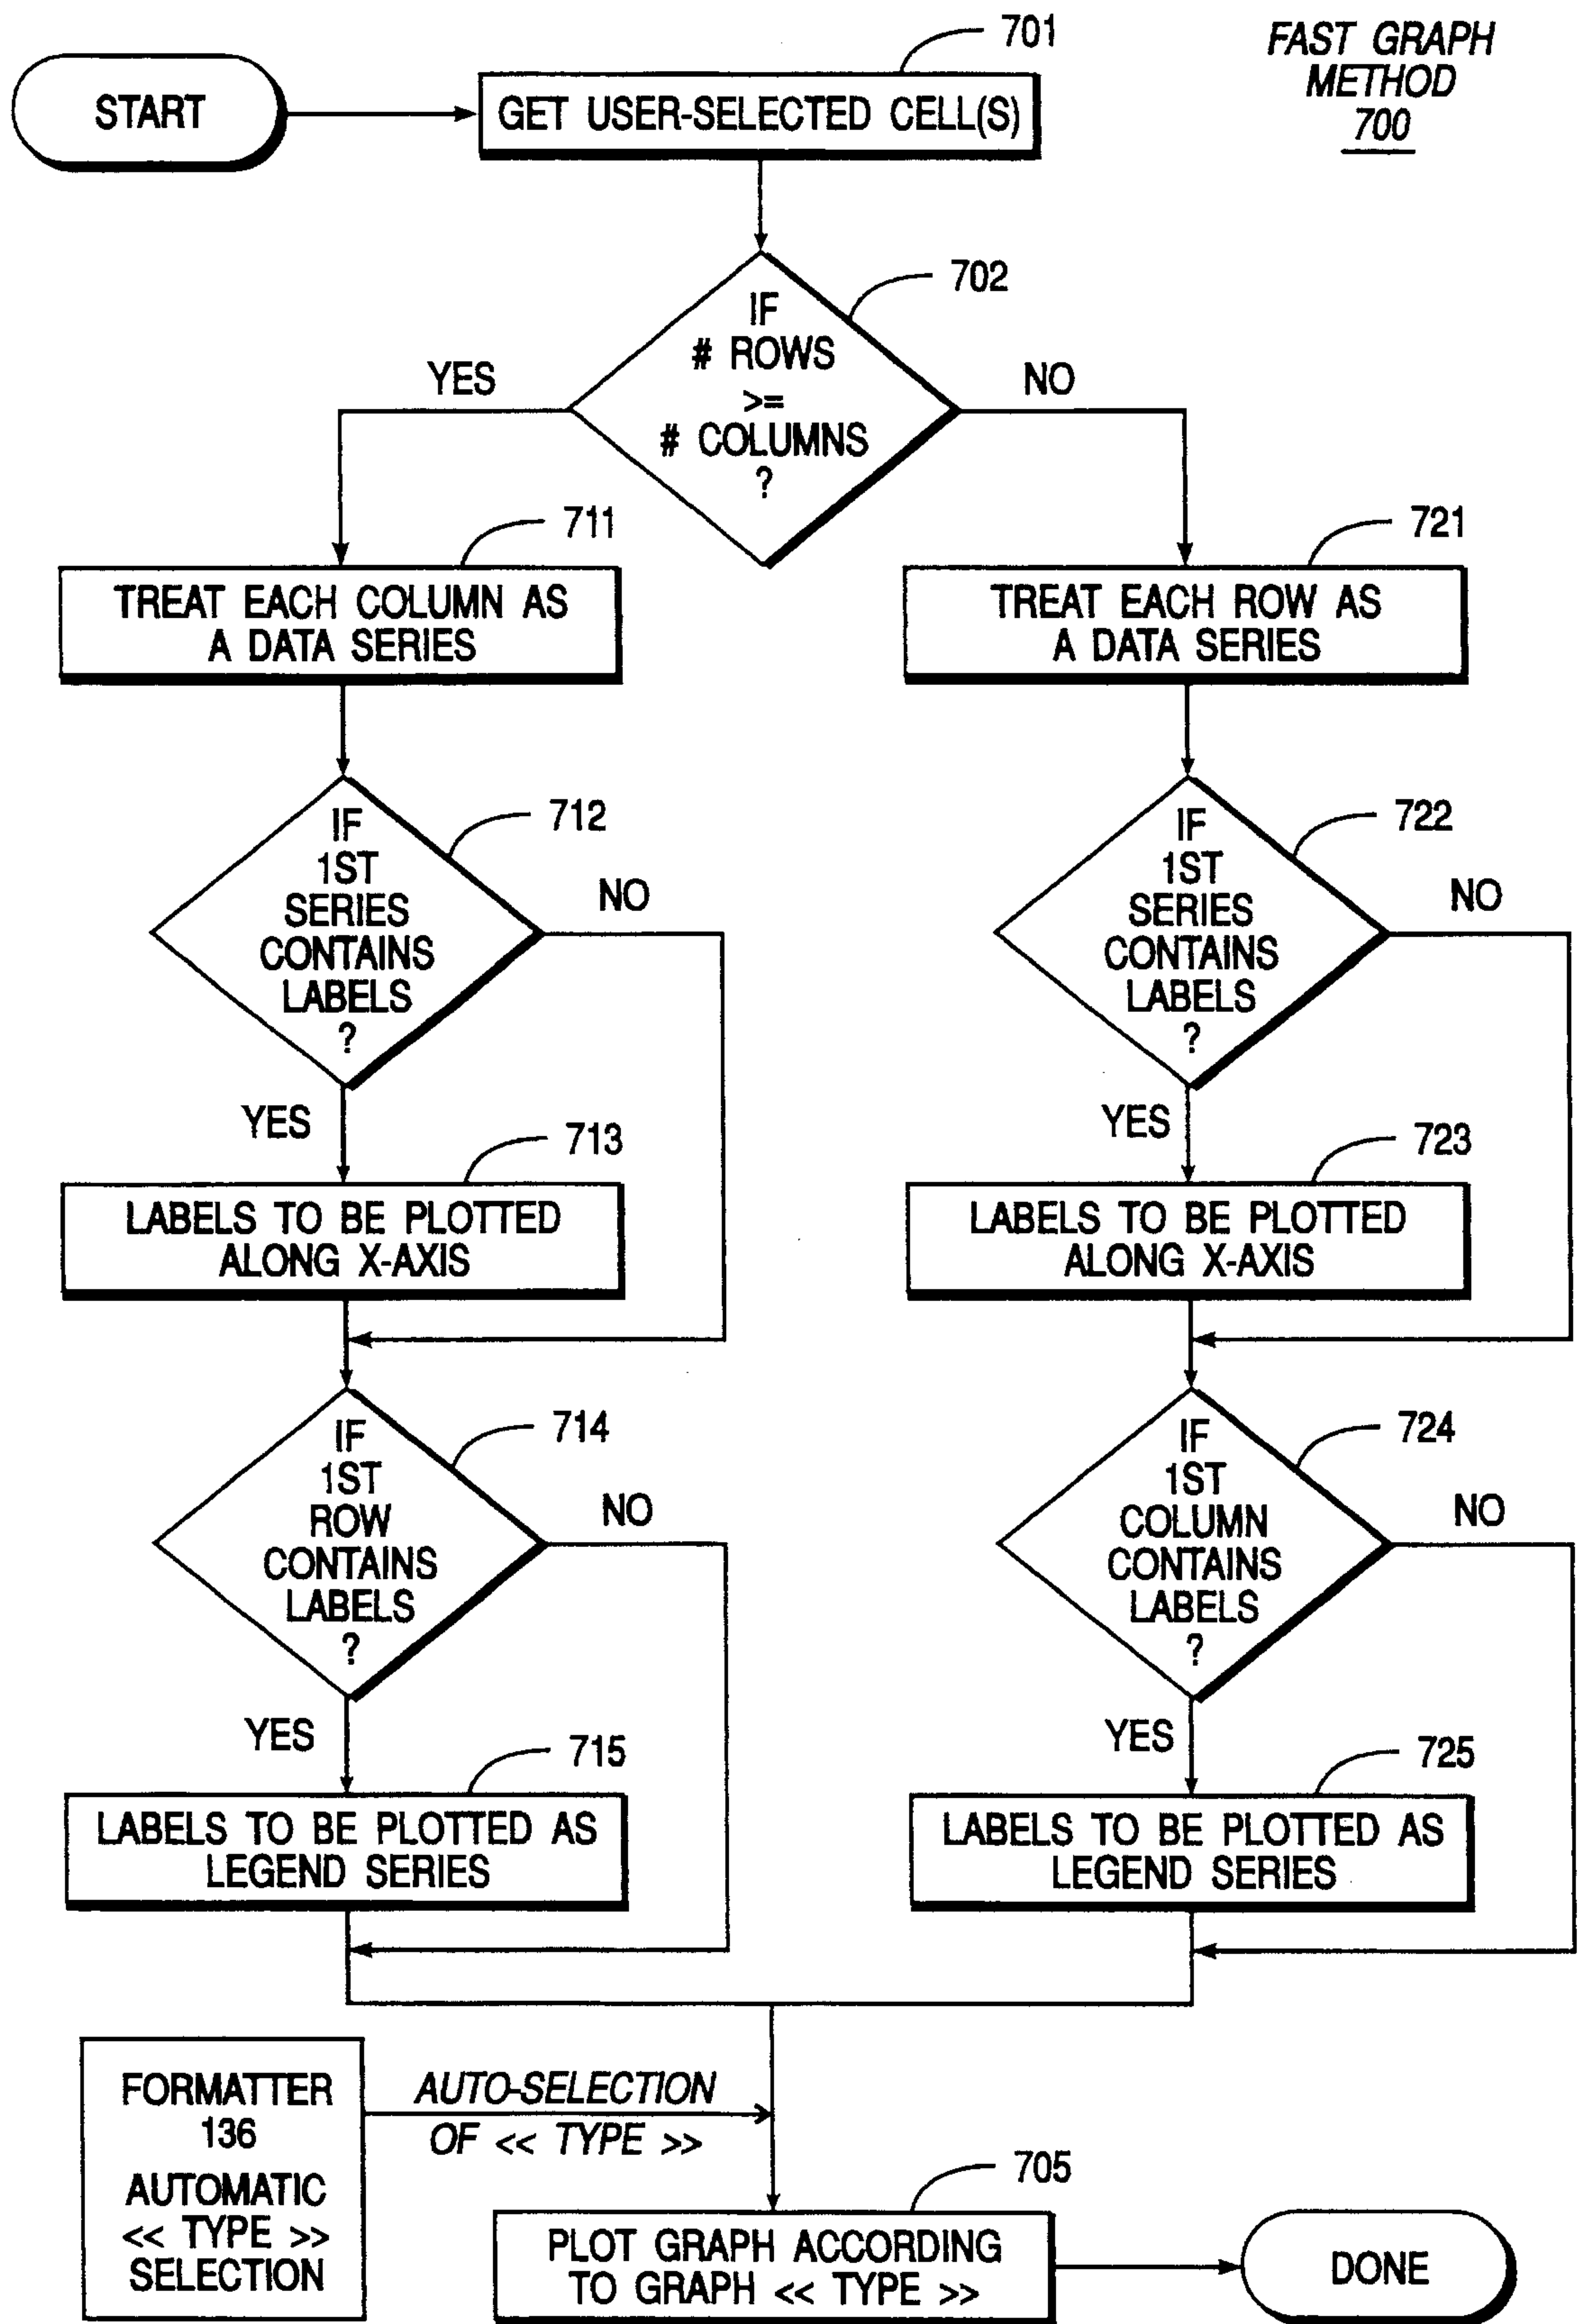 FAST GRAPH
METHOD
700
START
701
GET USER-SELECTED CELL(S)
702
IF
# ROWS
>=
# COLUMNS
?
YES
NO
711
TREAT EACH COLUMN AS
A DATA SERIES
721
TREAT EACH ROW AS
A DATA SERIES
712
IF
1ST
SERIES
CONTAINS
LABELS
?
NO
YES
722
IF
1ST
SERIES
CONTAINS
LABELS
?
NO
YES
713
LABELS TO BE PLOTTED
ALONG X-AXIS
723
LABELS TO BE PLOTTED
ALONG X-AXIS
714
IF
1ST
ROW
CONTAINS
LABELS
?
NO
YES
724
IF
1ST
COLUMN
CONTAINS
LABELS
?
NO
YES
715
LABELS TO BE PLOTTED AS
LEGEND SERIES
725
LABELS TO BE PLOTTED AS
LEGEND SERIES
FORMATTER
136
AUTOMATIC
<< TYPE >>
SELECTION
AUTO-SELECTION
OF << TYPE >>
705
PLOT GRAPH ACCORDING
TO GRAPH << TYPE >>
DONE